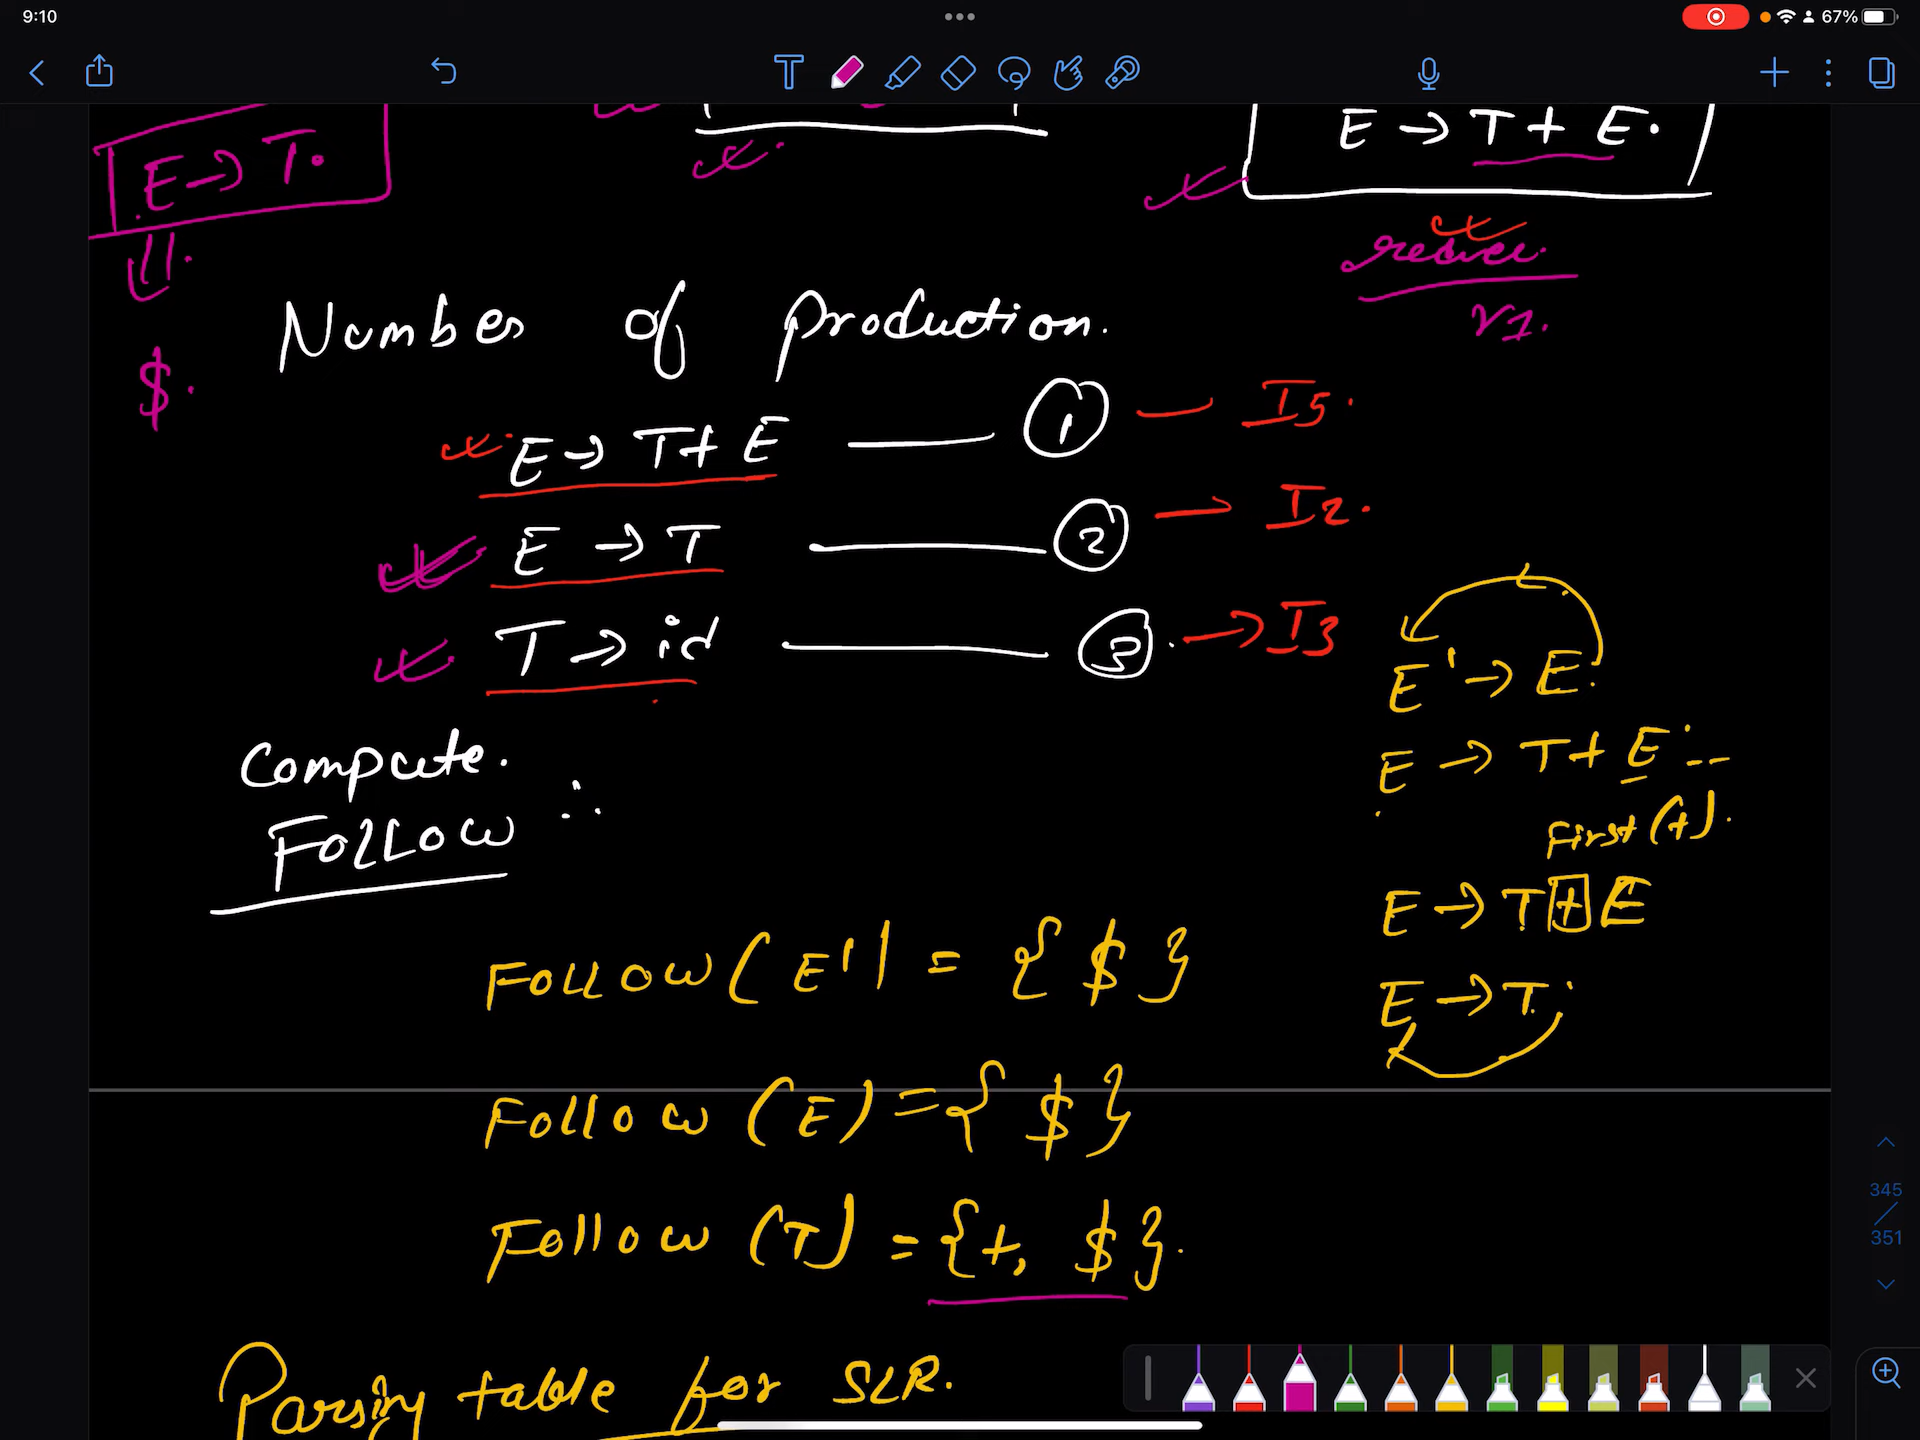 9:10
67%
E → T.
E → T + E.
reduce.
r1.
$.
Number of production.
E → T + E — 1 — I5.
E → T — 2 → I2.
T → id — 3. → I3
E' → E.
Compute.
FOLLOW ∴
E → T + E. --
First(+).
E → T + E
FOLLOW(E') = {$}
E → T.
Follow (E) = {$}
Follow (T) = {+, $}.
345
/
351
Parsing table for SLR.